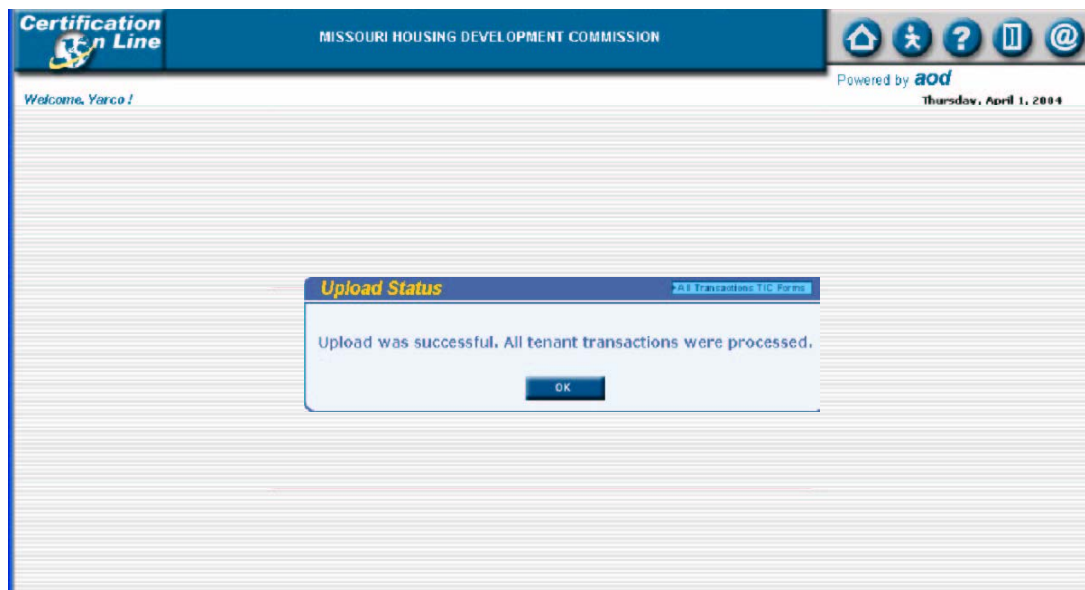 Certification
On Line
MISSOURI HOUSING DEVELOPMENT COMMISSION
?
@
Powered by aod
Welcome, Yarco !
Thursday, April 1, 2004
Upload Status
All Transactions TIC Forms
Upload was successful. All tenant transactions were processed.
OK